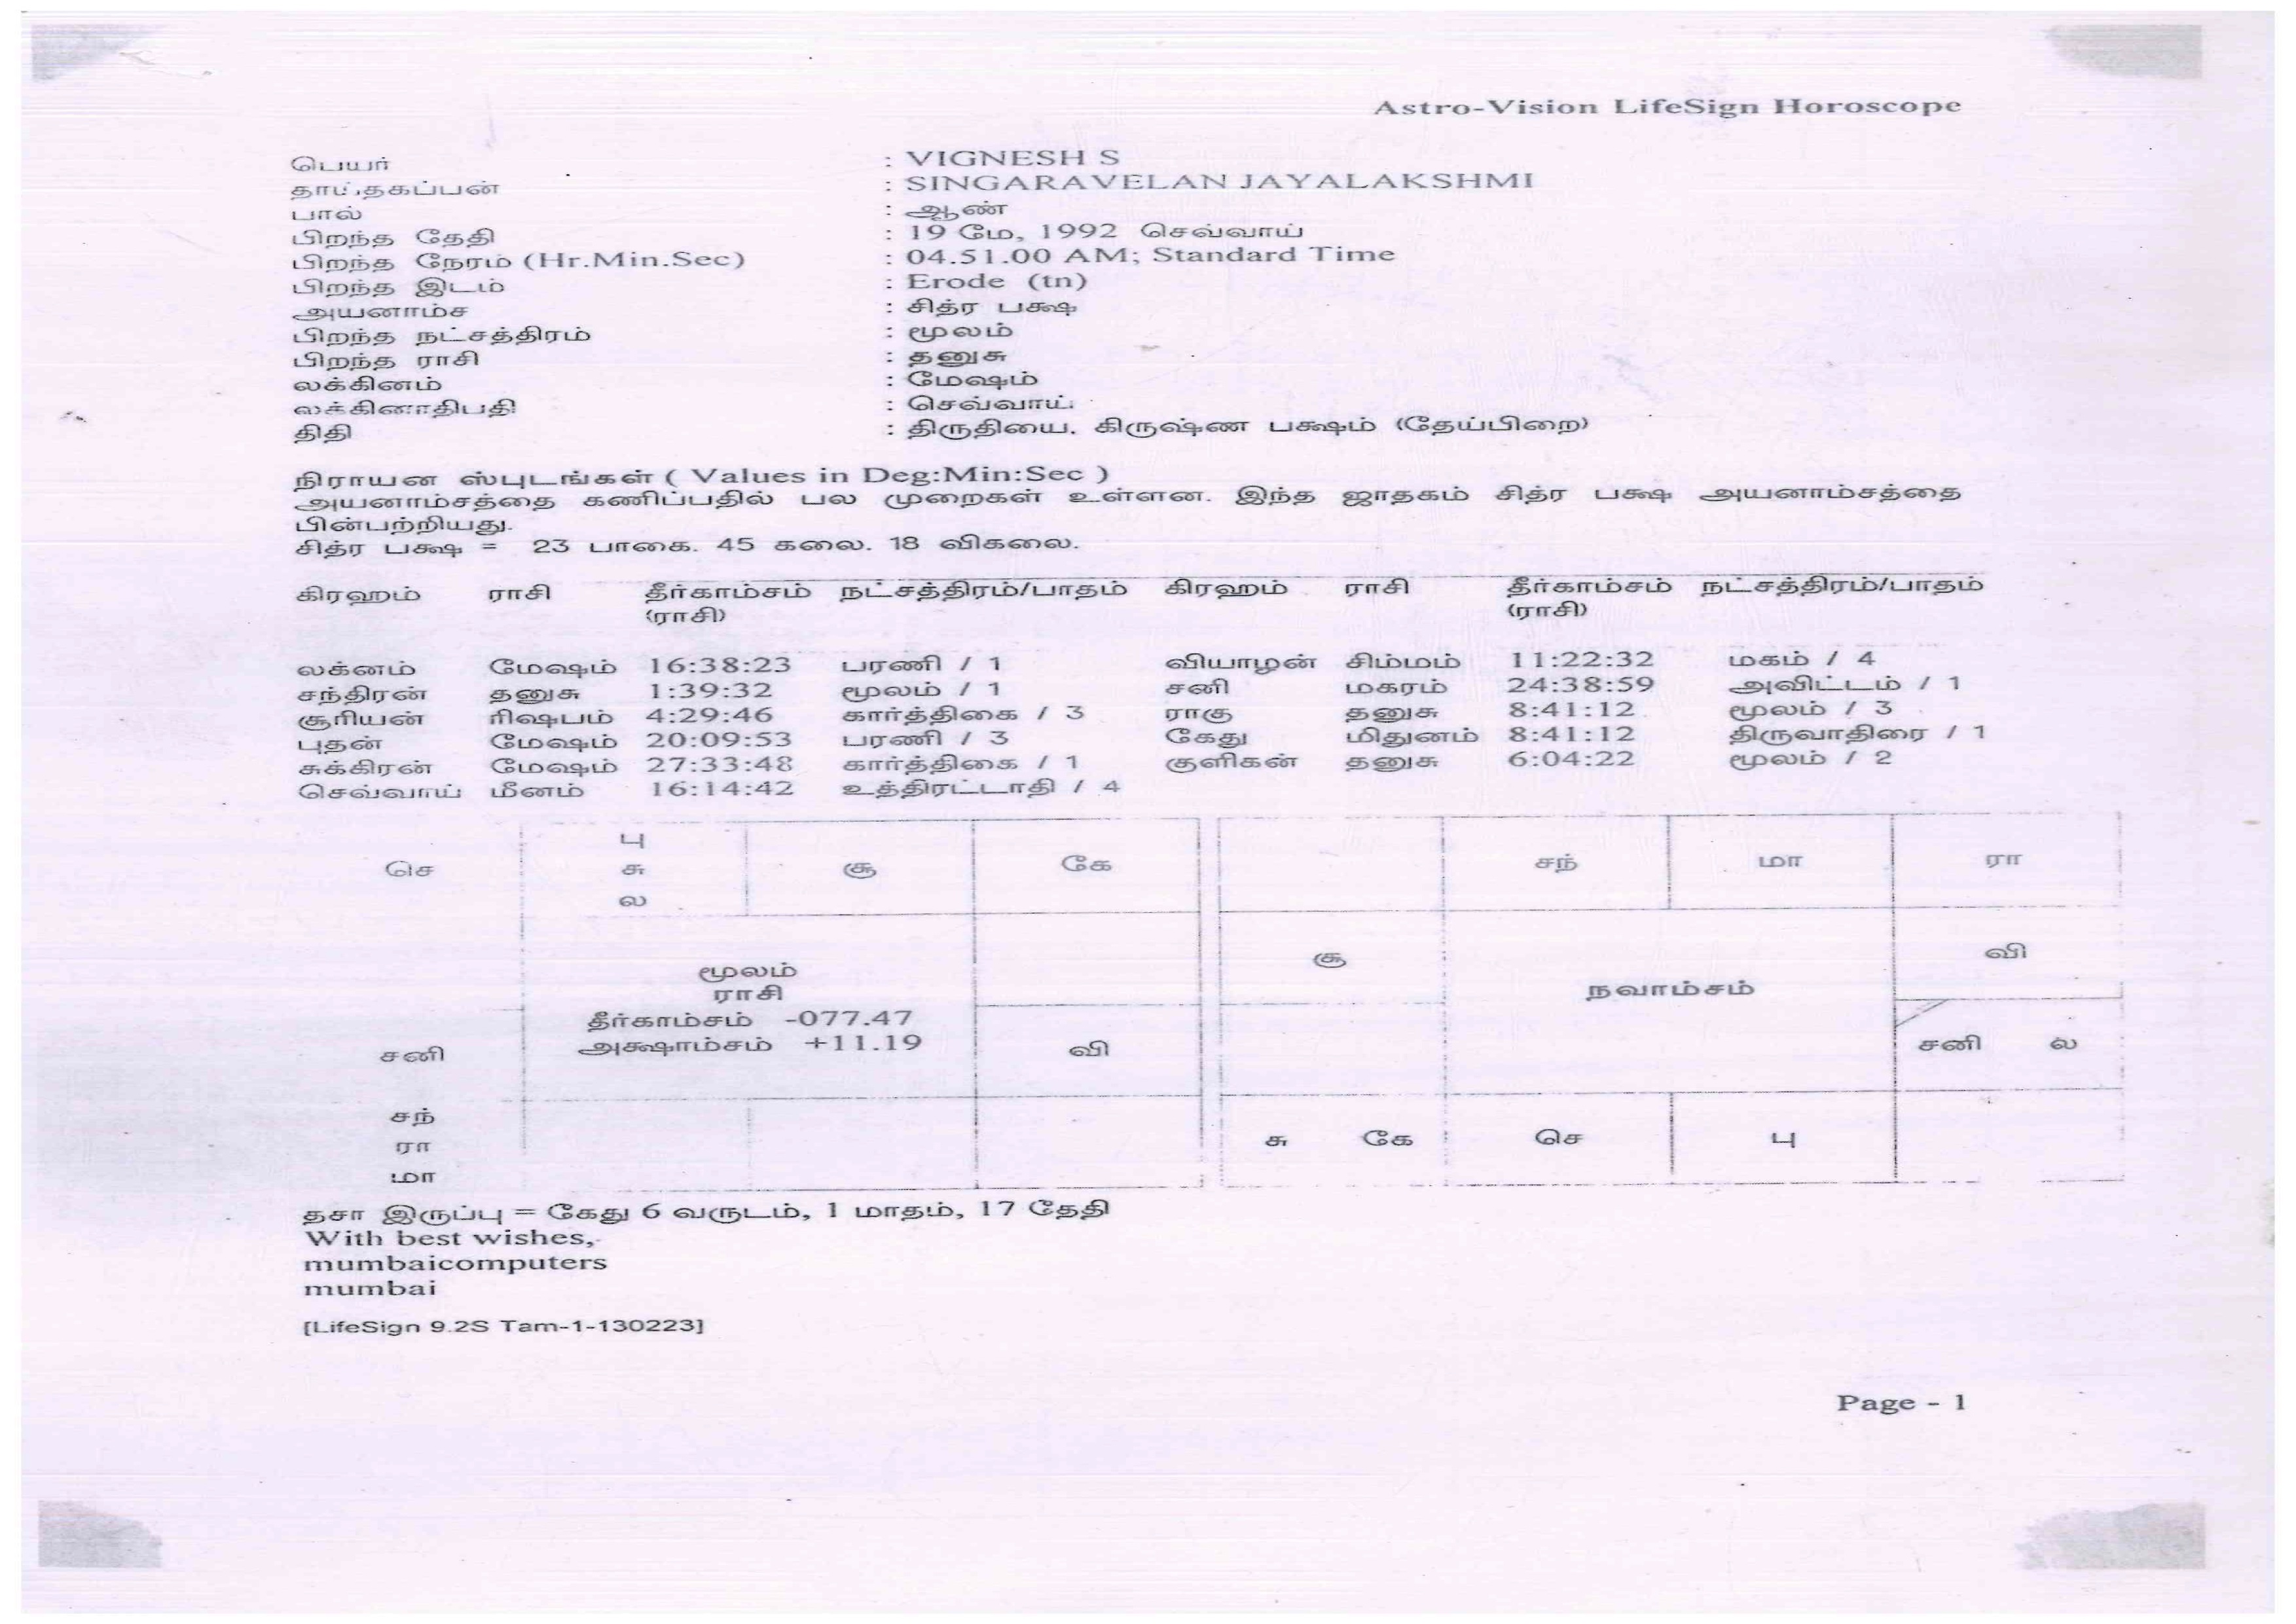 Astro-Vision LifeSign Horoscope
பெயர் : VIGNESH S
தாய்,தகப்பன் : SINGARAVELAN JAYALAKSHMI
பால் : ஆண்
பிறந்த தேதி : 19 மே, 1992 செவ்வாய்
பிறந்த நேரம் (Hr.Min.Sec) : 04.51.00 AM; Standard Time
பிறந்த இடம் : Erode (tn)
அயனாம்ச : சித்ர பக்ஷ
பிறந்த நட்சத்திரம் : மூலம்
பிறந்த ராசி : தனுசு
லக்கினம் : மேஷம்
லக்கினாதிபதி : செவ்வாய்
திதி : திருதியை, கிருஷ்ண பக்ஷம் (தேய்பிறை)
நிராயன ஸ்புடங்கள் ( Values in Deg:Min:Sec )
அயனாம்சத்தை கணிப்பதில் பல முறைகள் உள்ளன. இந்த ஜாதகம் சித்ர பக்ஷ அயனாம்சத்தை
பின்பற்றியது.
சித்ர பக்ஷ = 23 பாகை. 45 கலை. 18 விகலை.
கிரஹம் ராசி தீர்காம்சம் நட்சத்திரம்/பாதம் கிரஹம் ராசி தீர்காம்சம் நட்சத்திரம்/பாதம்
(ராசி) (ராசி)
லக்னம் மேஷம் 16:38:23 பரணி / 1 வியாழன் சிம்மம் 11:22:32 மகம் / 4
சந்திரன் தனுசு 1:39:32 மூலம் / 1 சனி மகரம் 24:38:59 அவிட்டம் / 1
சூரியன் ரிஷபம் 4:29:46 கார்த்திகை / 3 ராகு தனுசு 8:41:12 மூலம் / 3
புதன் மேஷம் 20:09:53 பரணி / 3 கேது மிதுனம் 8:41:12 திருவாதிரை / 1
சுக்கிரன் மேஷம் 27:33:48 கார்த்திகை / 1 குளிகன் தனுசு 6:04:22 மூலம் / 2
செவ்வாய் மீனம் 16:14:42 உத்திரட்டாதி / 4
பு
செ சு சூ கே சந் மா ரா
ல
சூ வி
மூலம்
ராசி நவாம்சம்
தீர்காம்சம் -077.47
அக்ஷாம்சம் +11.19
சனி வி சனி ல
சந்
ரா சு கே செ பு
மா
தசா இருப்பு = கேது 6 வருடம், 1 மாதம், 17 தேதி
With best wishes,
mumbaicomputers
mumbai
[LifeSign 9.2S Tam-1-130223]
Page - 1